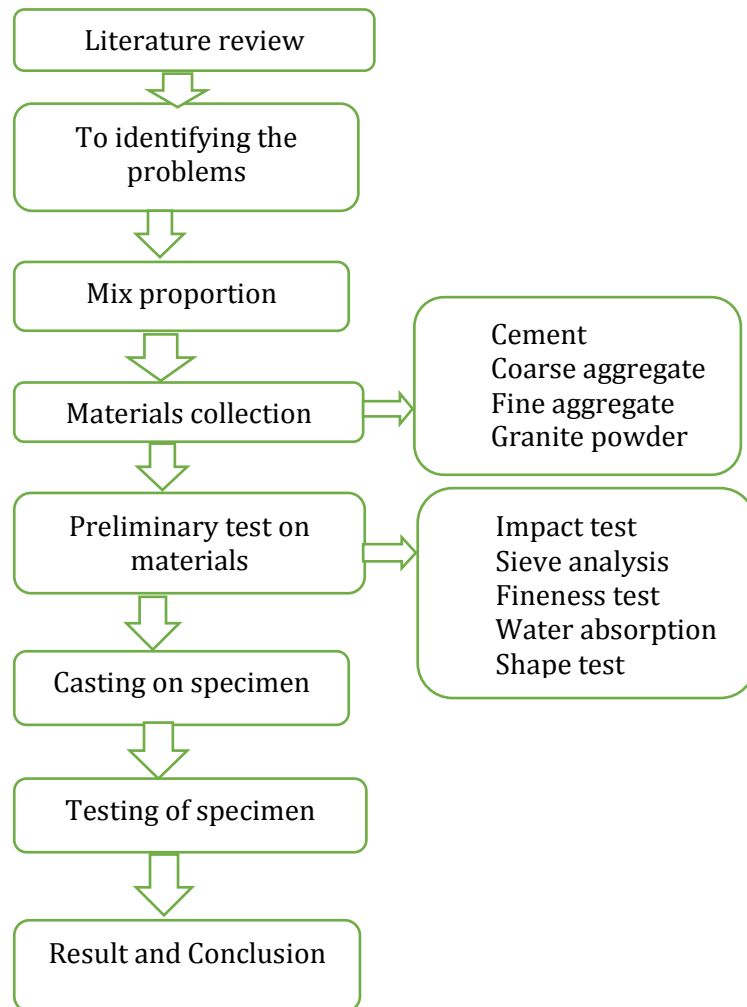 Literature review
To identifying the
problems
Mix proportion
Materials collection
Cement
Coarse aggregate
Fine aggregate
Granite powder
Preliminary test on
materials
Impact test
Sieve analysis
Fineness test
Water absorption
Shape test
Casting on specimen
Testing of specimen
Result and Conclusion